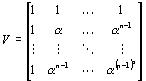 V = [ 1 1 … 1
1 α … α^{n-1}
⋮ ⋮ ⋱ ⋮
1 α^{n-1} … α^{(n-1)^2} ]